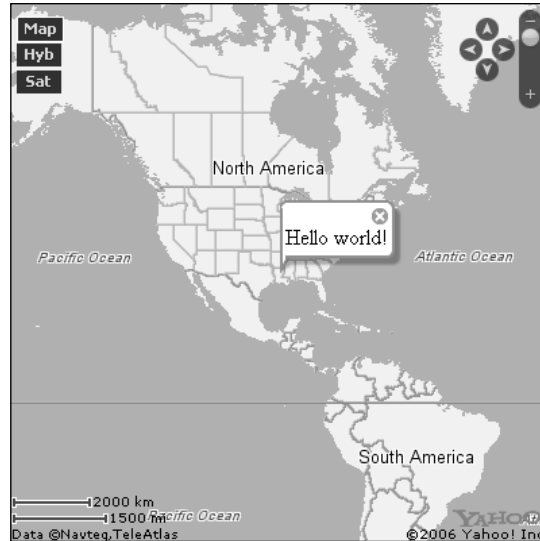 Map
Hyb
Sat
North America
Hello world!
Pacific Ocean
Atlantic Ocean
South America
2000 km
1500 mi
Pacific Ocean
YAHOO
Data @Navteq,TeleAtlas
©2006 Yahoo! Inc